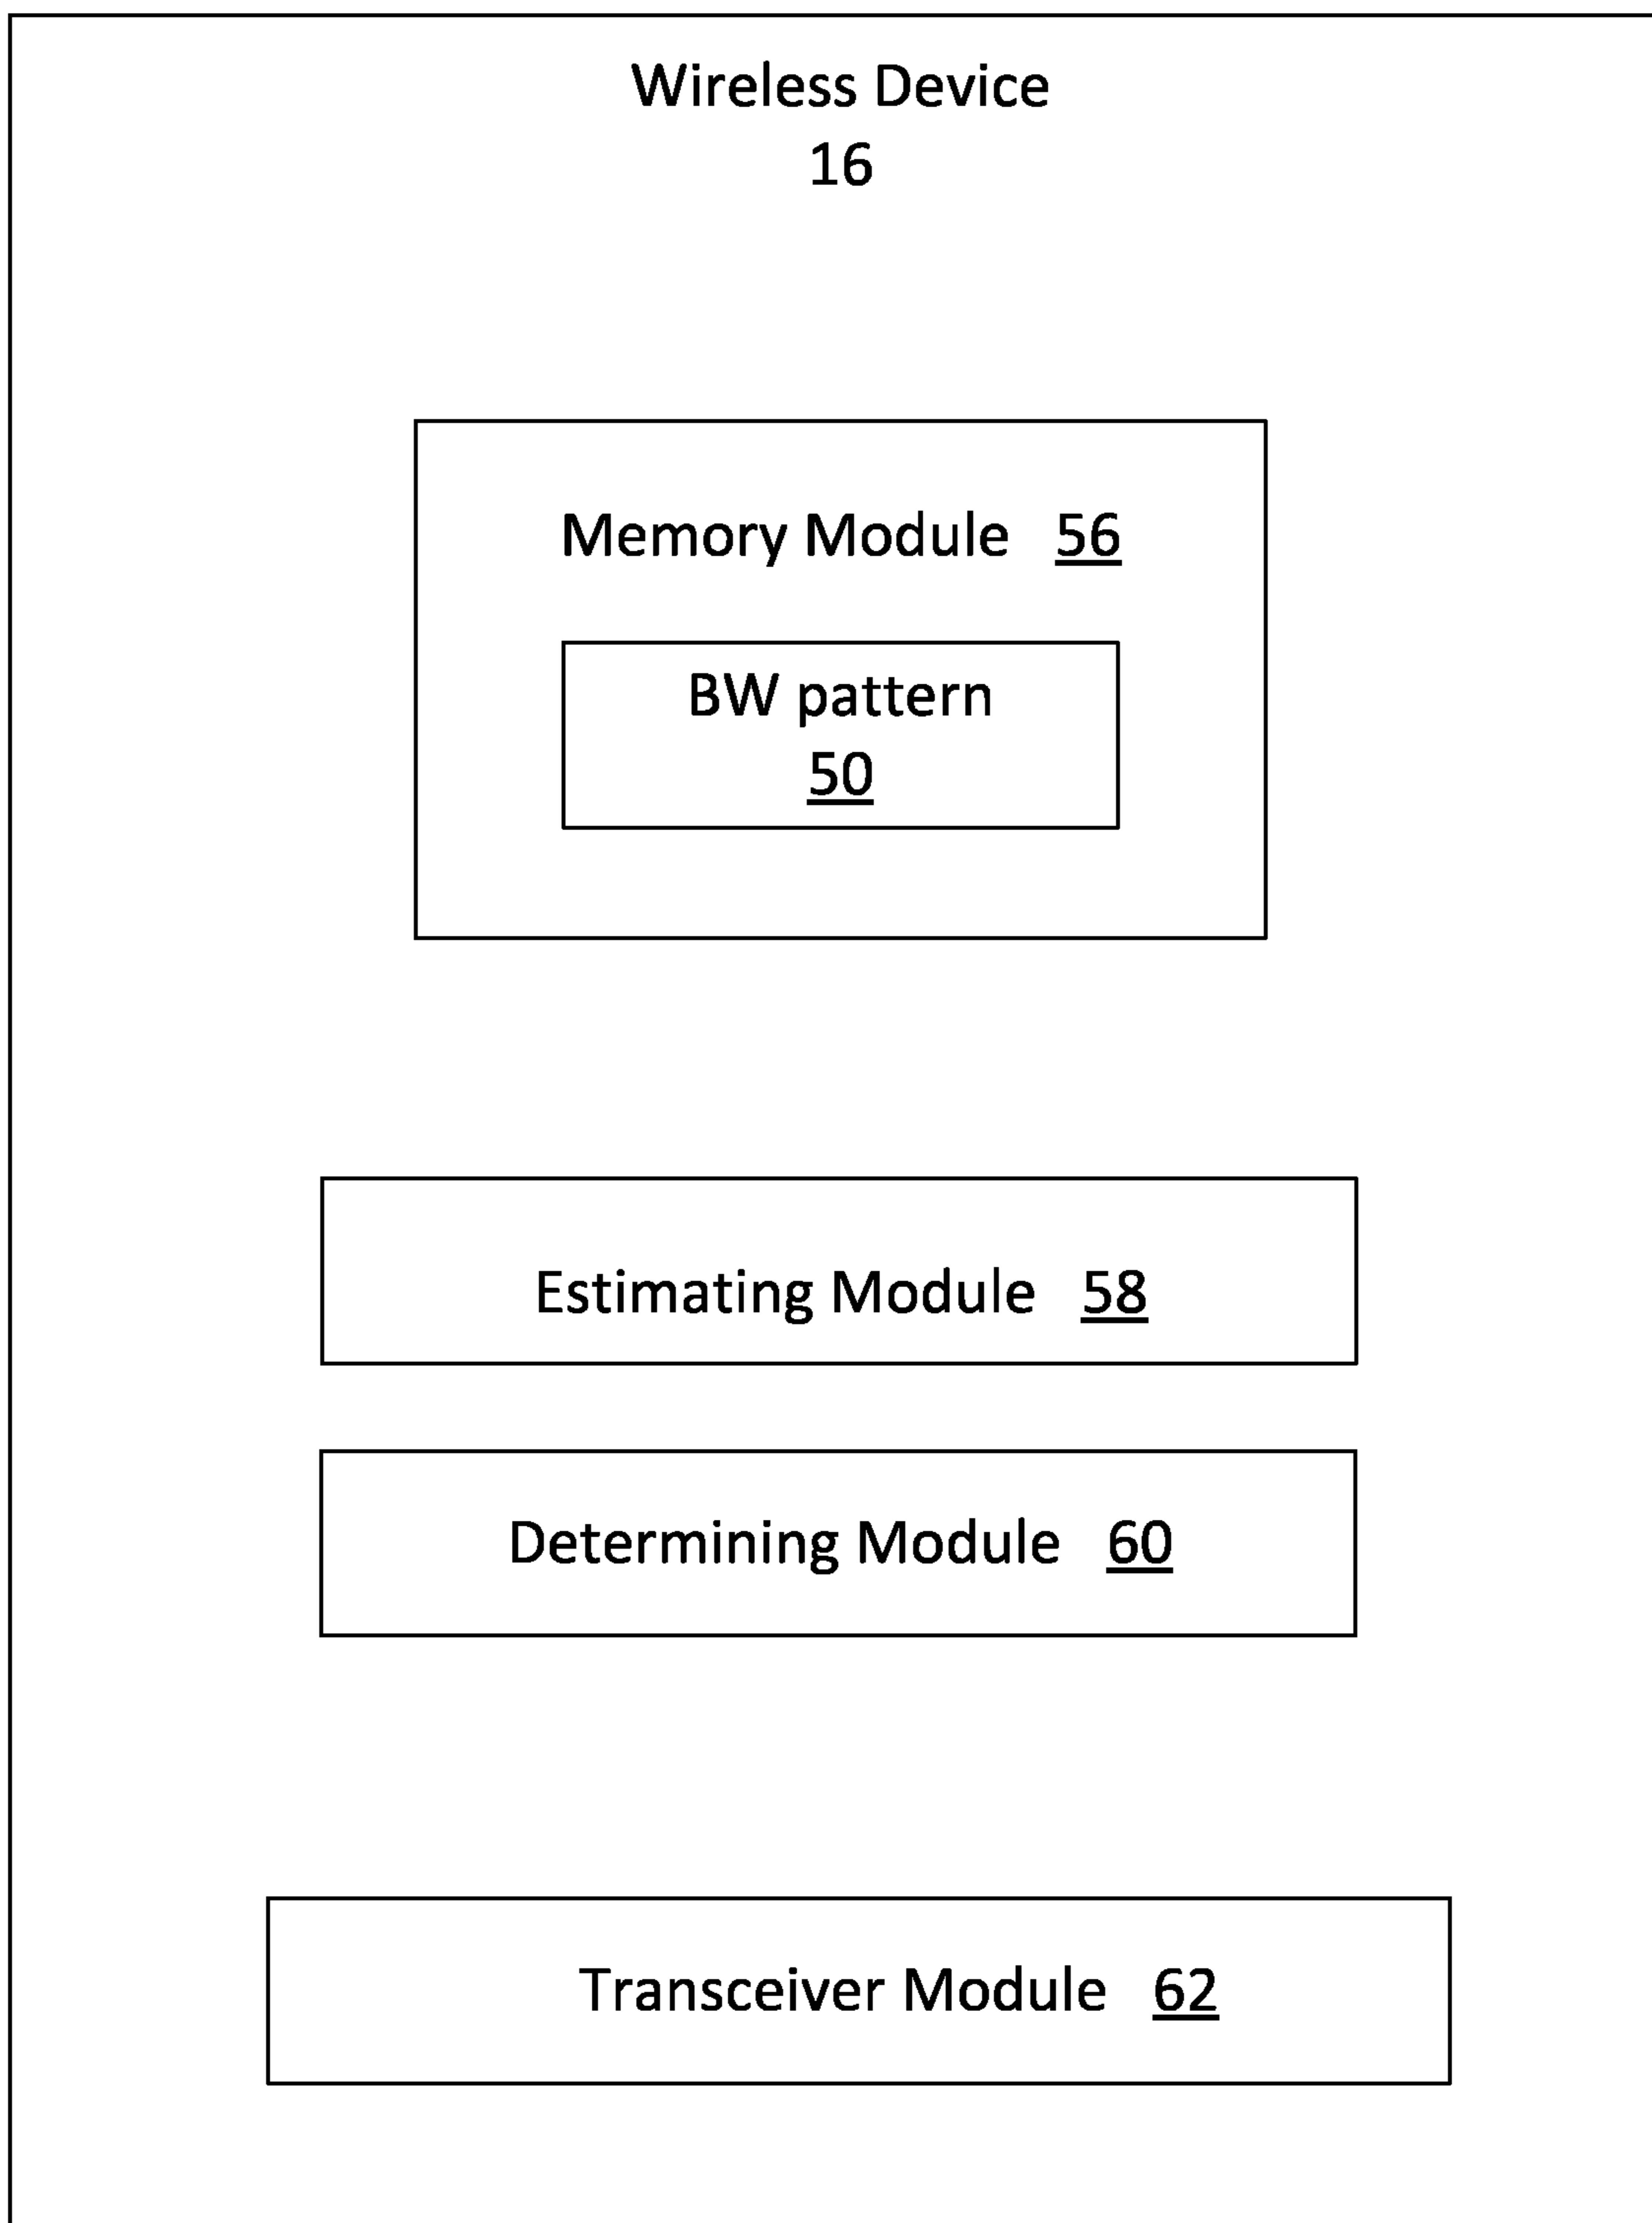 Wireless Device
16
Memory Module 56
BW pattern
50
Estimating Module 58
Determining Module 60
Transceiver Module 62